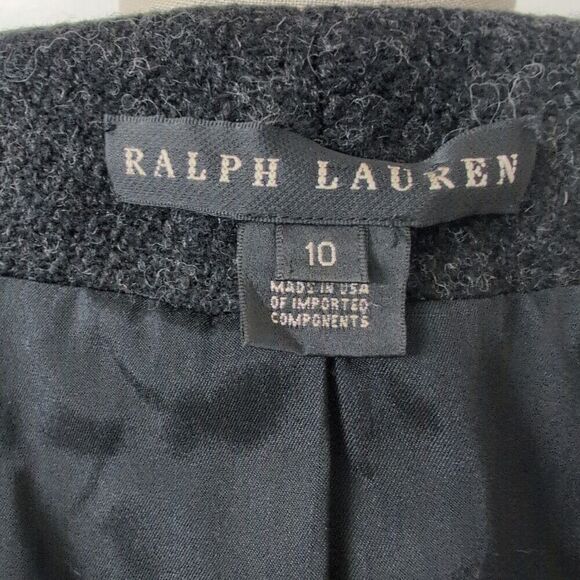 RALPH LAUREN
10
MADE IN USA
OF IMPORTED
COMPONENTS